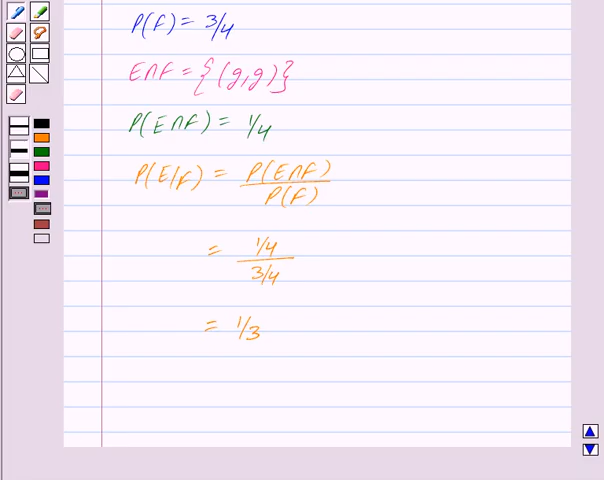 P(F) = 3/4
E∩F = {(g,g)}
P(E∩F) = 1/4
P(E/F) = P(E∩F) / P(F)
= 1/4 / 3/4
= 1/3